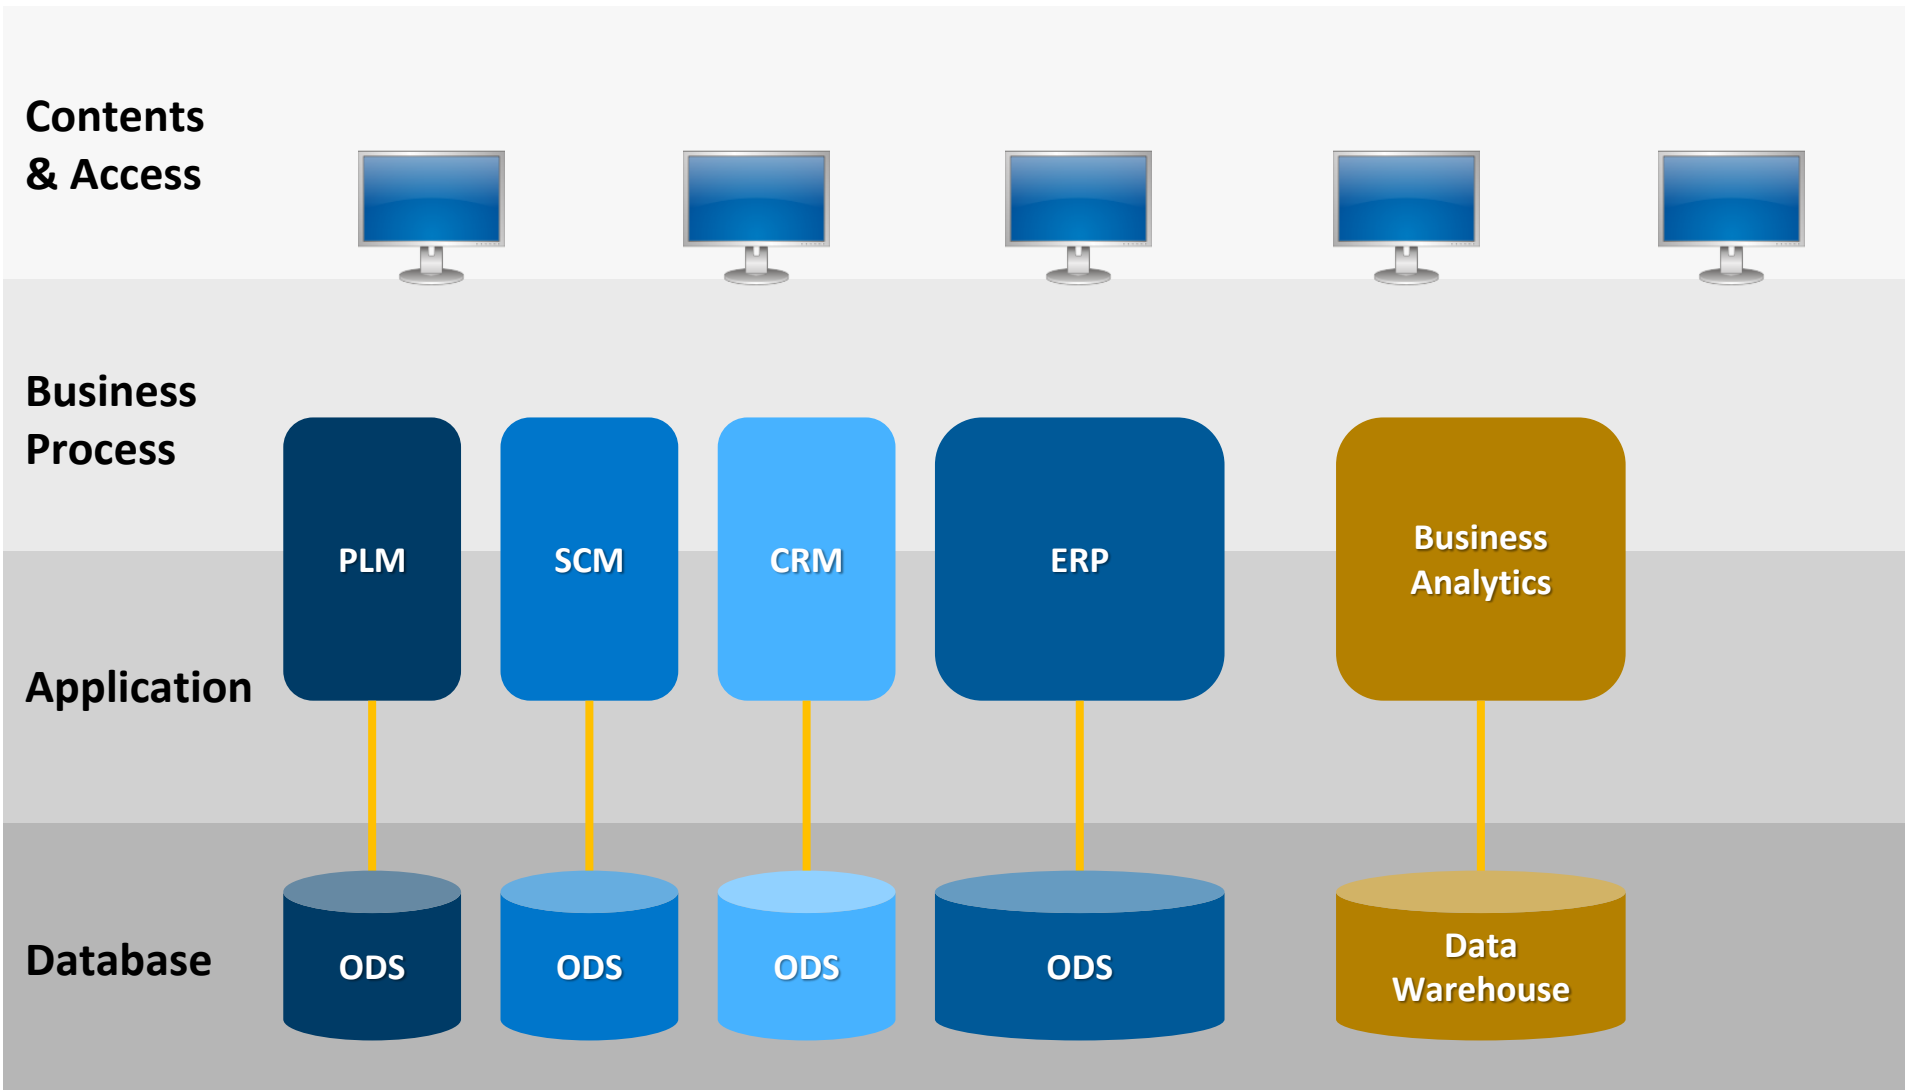 Contents
& Access
Business
Process
PLM
SCM
CRM
ERP
Business
Analytics
Application
Database
ODS
ODS
ODS
ODS
Data
Warehouse